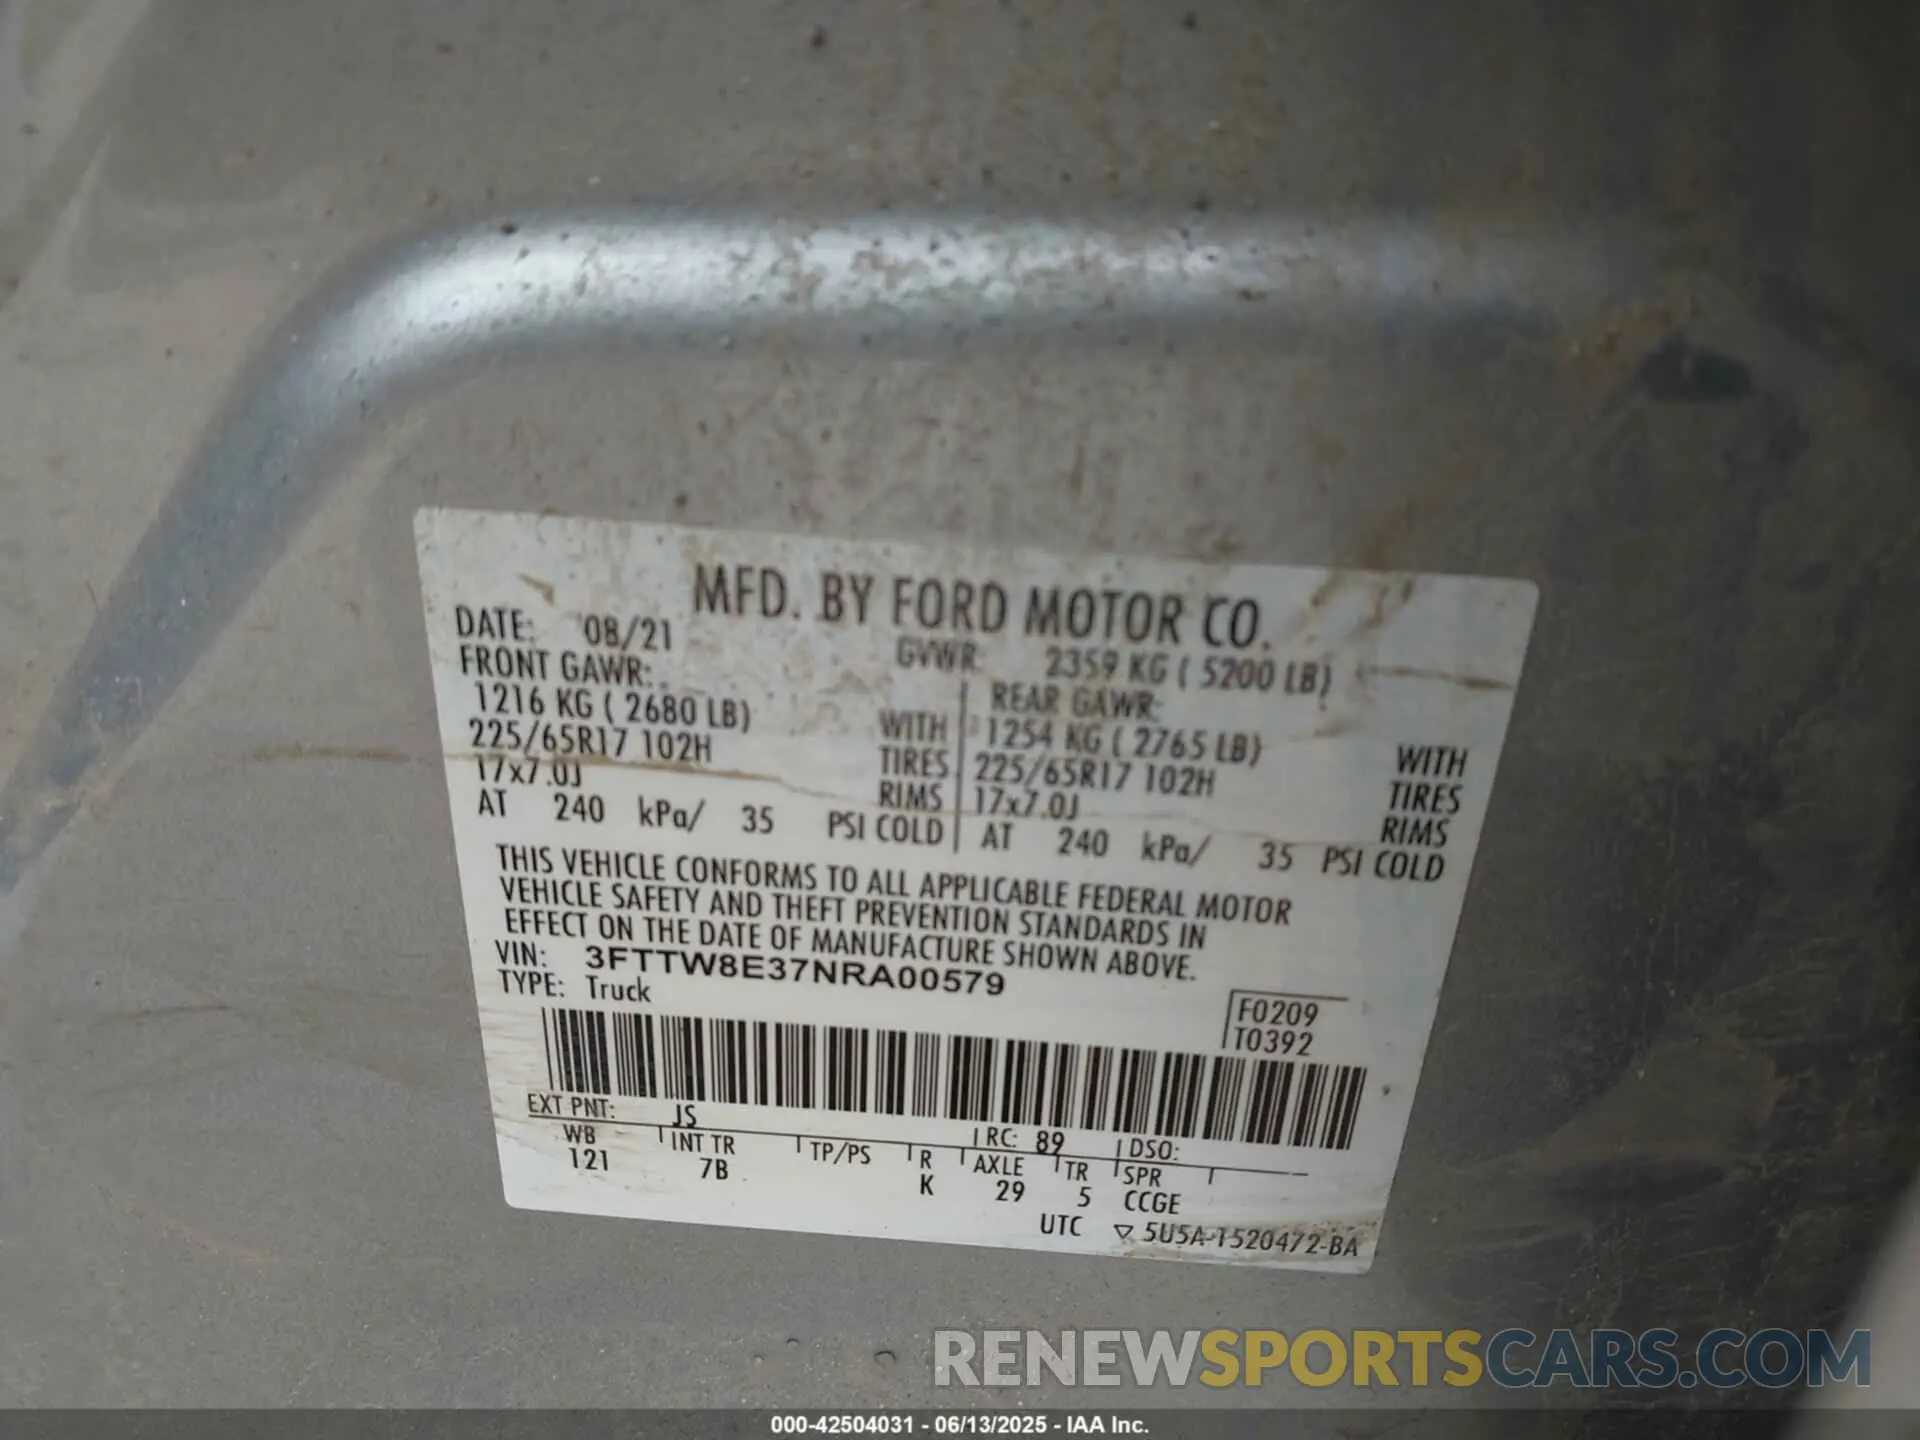 MFD. BY FORD MOTOR CO.
DATE: 08/21 GVWR: 2359 KG ( 5200 LB)
FRONT GAWR: REAR GAWR:
1216 KG ( 2680 LB) WITH 1254 KG ( 2765 LB) WITH
225/65R17 102H TIRES 225/65R17 102H TIRES
17x7.0J RIMS 17x7.0J RIMS
AT 240 kPa/ 35 PSI COLD AT 240 kPa/ 35 PSI COLD
THIS VEHICLE CONFORMS TO ALL APPLICABLE FEDERAL MOTOR
VEHICLE SAFETY AND THEFT PREVENTION STANDARDS IN
EFFECT ON THE DATE OF MANUFACTURE SHOWN ABOVE.
VIN: 3FTTW8E37NRA00579
TYPE: Truck
F0209
T0392
EXT PNT: JS RC: 89 DSO:
WB INT TR TP/PS R AXLE TR SPR
121 7B K 29 5 CCGE
UTC ▽ 5U5A-1520472-BA
RENEWSPORTSCARS.COM
000-42504031 - 06/13/2025 - IAA Inc.